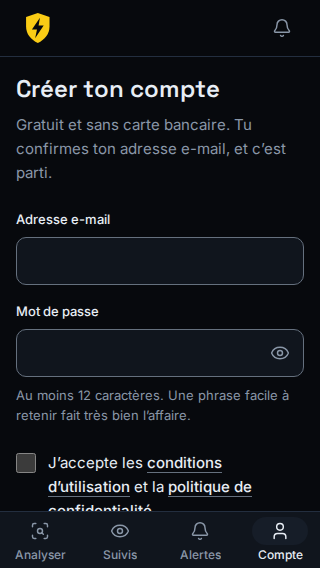 Créer ton compte
Gratuit et sans carte bancaire. Tu
confirmes ton adresse e-mail, et c’est
parti.
Adresse e-mail
Mot de passe
Au moins 12 caractères. Une phrase facile à
retenir fait très bien l’affaire.
J’accepte les conditions
d’utilisation et la politique de
confidentialité
Analyser
Suivis
Alertes
Compte